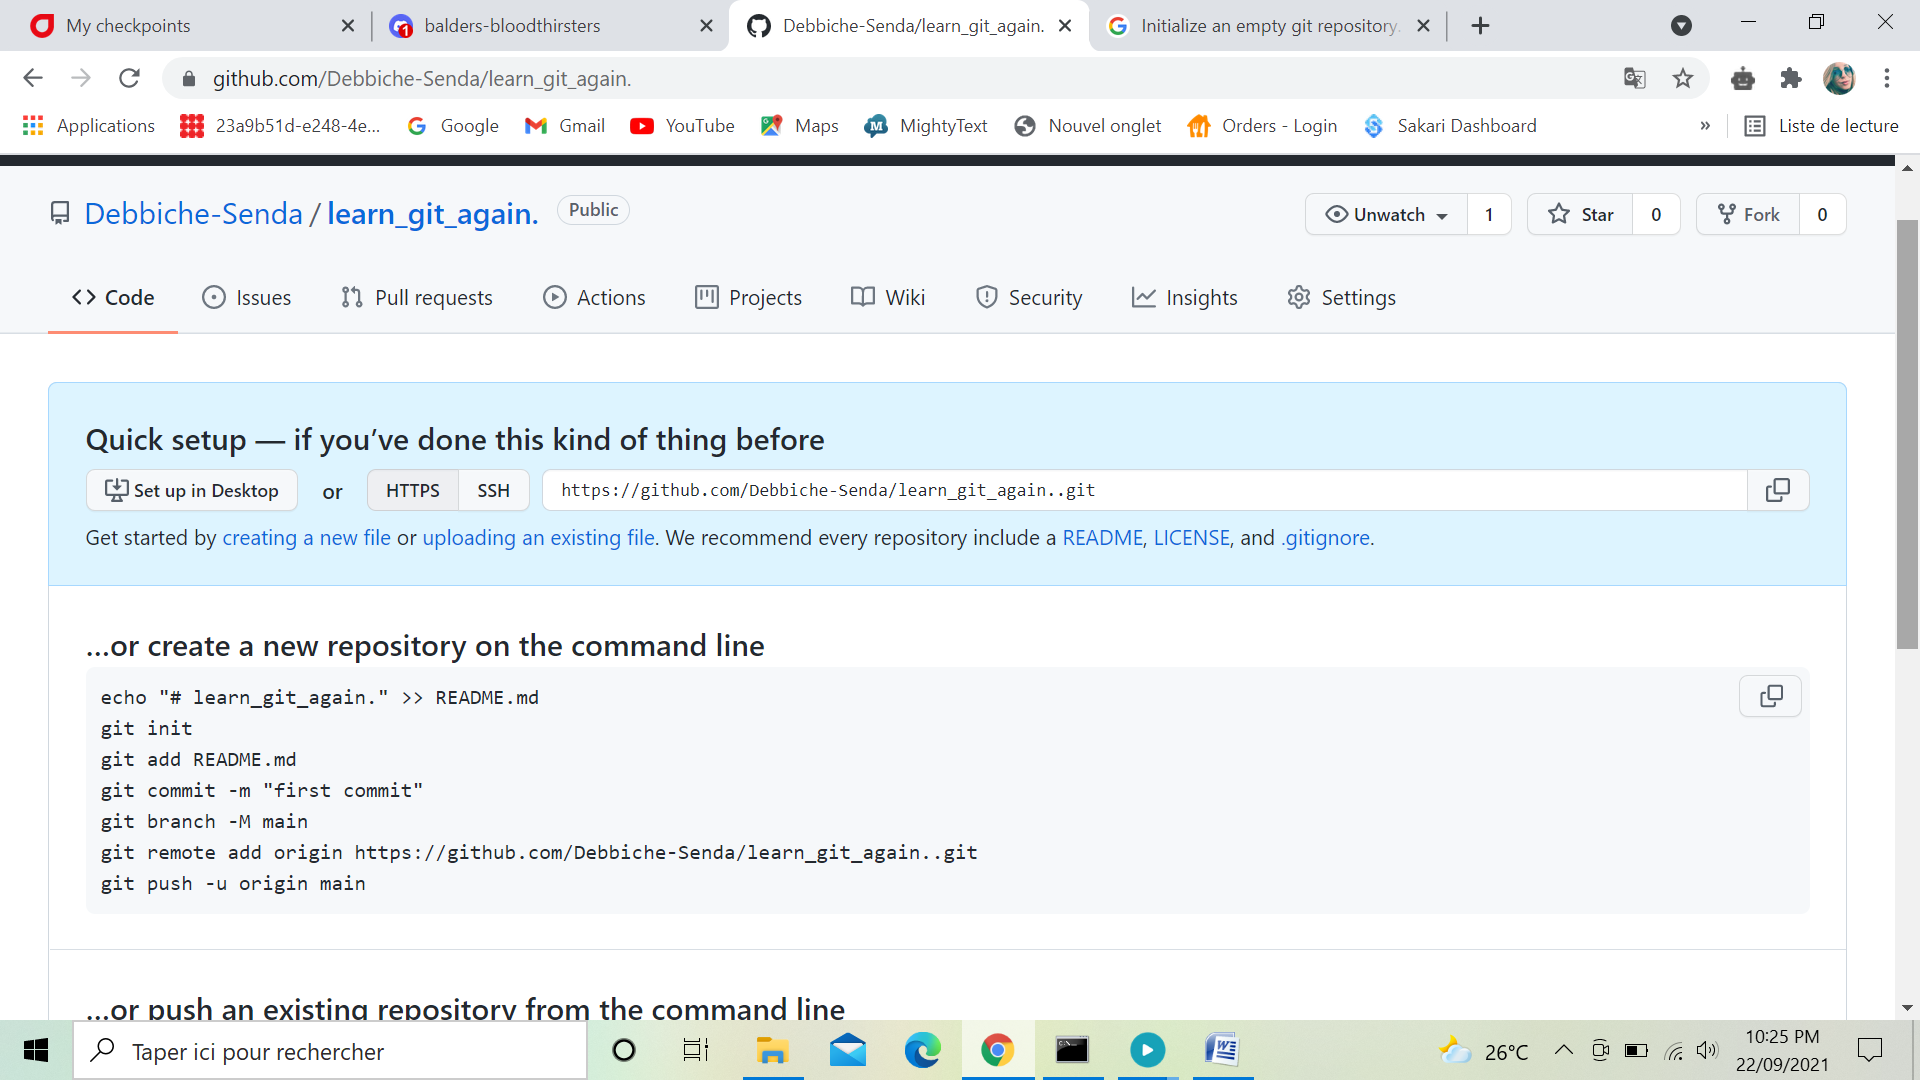 My checkpoints
1 balders-bloodthirsters
Debbiche-Senda/learn_git_again.
Initialize an empty git repository.
github.com/Debbiche-Senda/learn_git_again.
Applications
23a9b51d-e248-4e...
Google
Gmail
YouTube
Maps
MightyText
Nouvel onglet
Orders - Login
Sakari Dashboard
»
Liste de lecture
Debbiche-Senda / learn_git_again. Public
Unwatch 1
Star 0
Fork 0
Code
Issues
Pull requests
Actions
Projects
Wiki
Security
Insights
Settings
Quick setup — if you’ve done this kind of thing before
Set up in Desktop or HTTPS SSH https://github.com/Debbiche-Senda/learn_git_again..git
Get started by creating a new file or uploading an existing file. We recommend every repository include a README, LICENSE, and .gitignore.
…or create a new repository on the command line
echo "# learn_git_again." >> README.md
git init
git add README.md
git commit -m "first commit"
git branch -M main
git remote add origin https://github.com/Debbiche-Senda/learn_git_again..git
git push -u origin main
…or push an existing repository from the command line
Taper ici pour rechercher
26°C
10:25 PM
22/09/2021